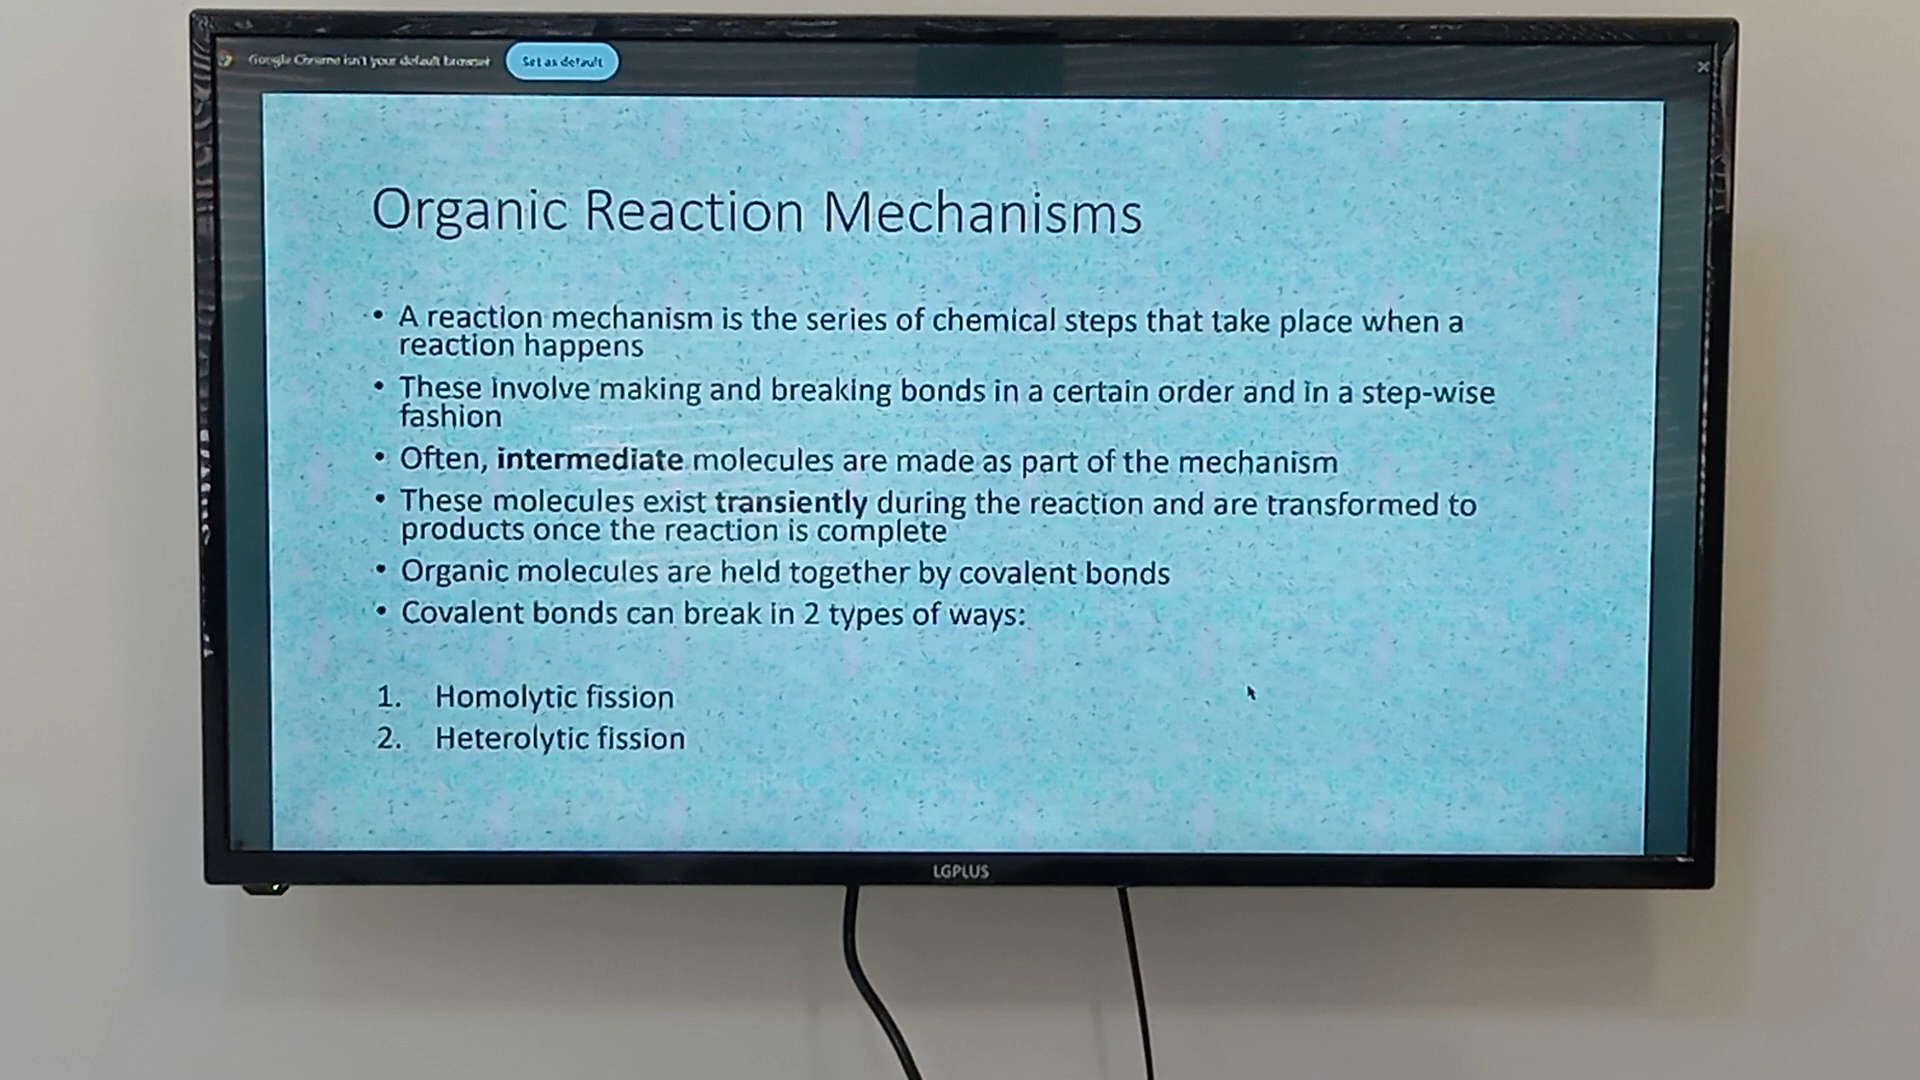 Google Chrome isn't your default browser Set as default
Organic Reaction Mechanisms
• A reaction mechanism is the series of chemical steps that take place when a
reaction happens
• These involve making and breaking bonds in a certain order and in a step-wise
fashion
• Often, intermediate molecules are made as part of the mechanism
• These molecules exist transiently during the reaction and are transformed to
products once the reaction is complete
• Organic molecules are held together by covalent bonds
• Covalent bonds can break in 2 types of ways:
1. Homolytic fission
2. Heterolytic fission
LGPLUS